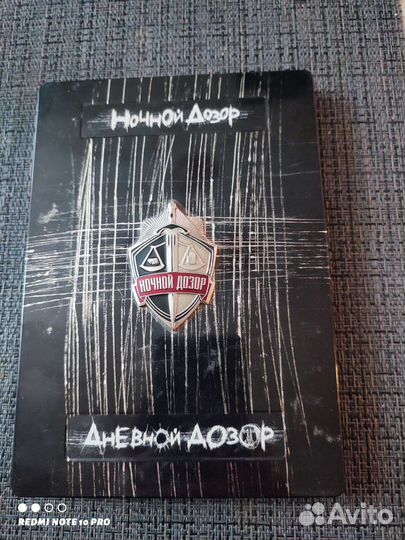 Ночной Дозор
НОЧНОЙ ДОЗОР
Дневной ДОЗОР
REDMI NOTE 10 PRO
Avito